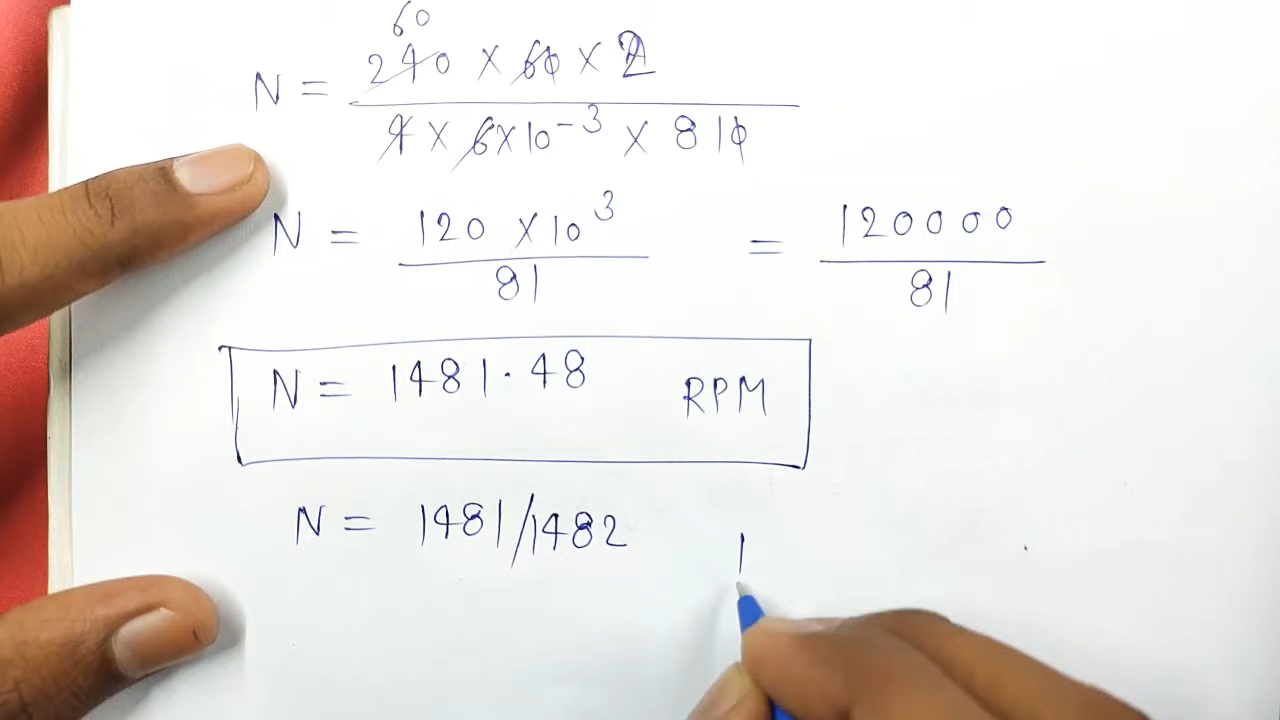 60
N = 240 × 60 × 2
4 × 6 × 10⁻³ × 810
N = 120 × 10³ / 81 = 120000 / 81
N = 1481.48 RPM
N = 1481/1482 1